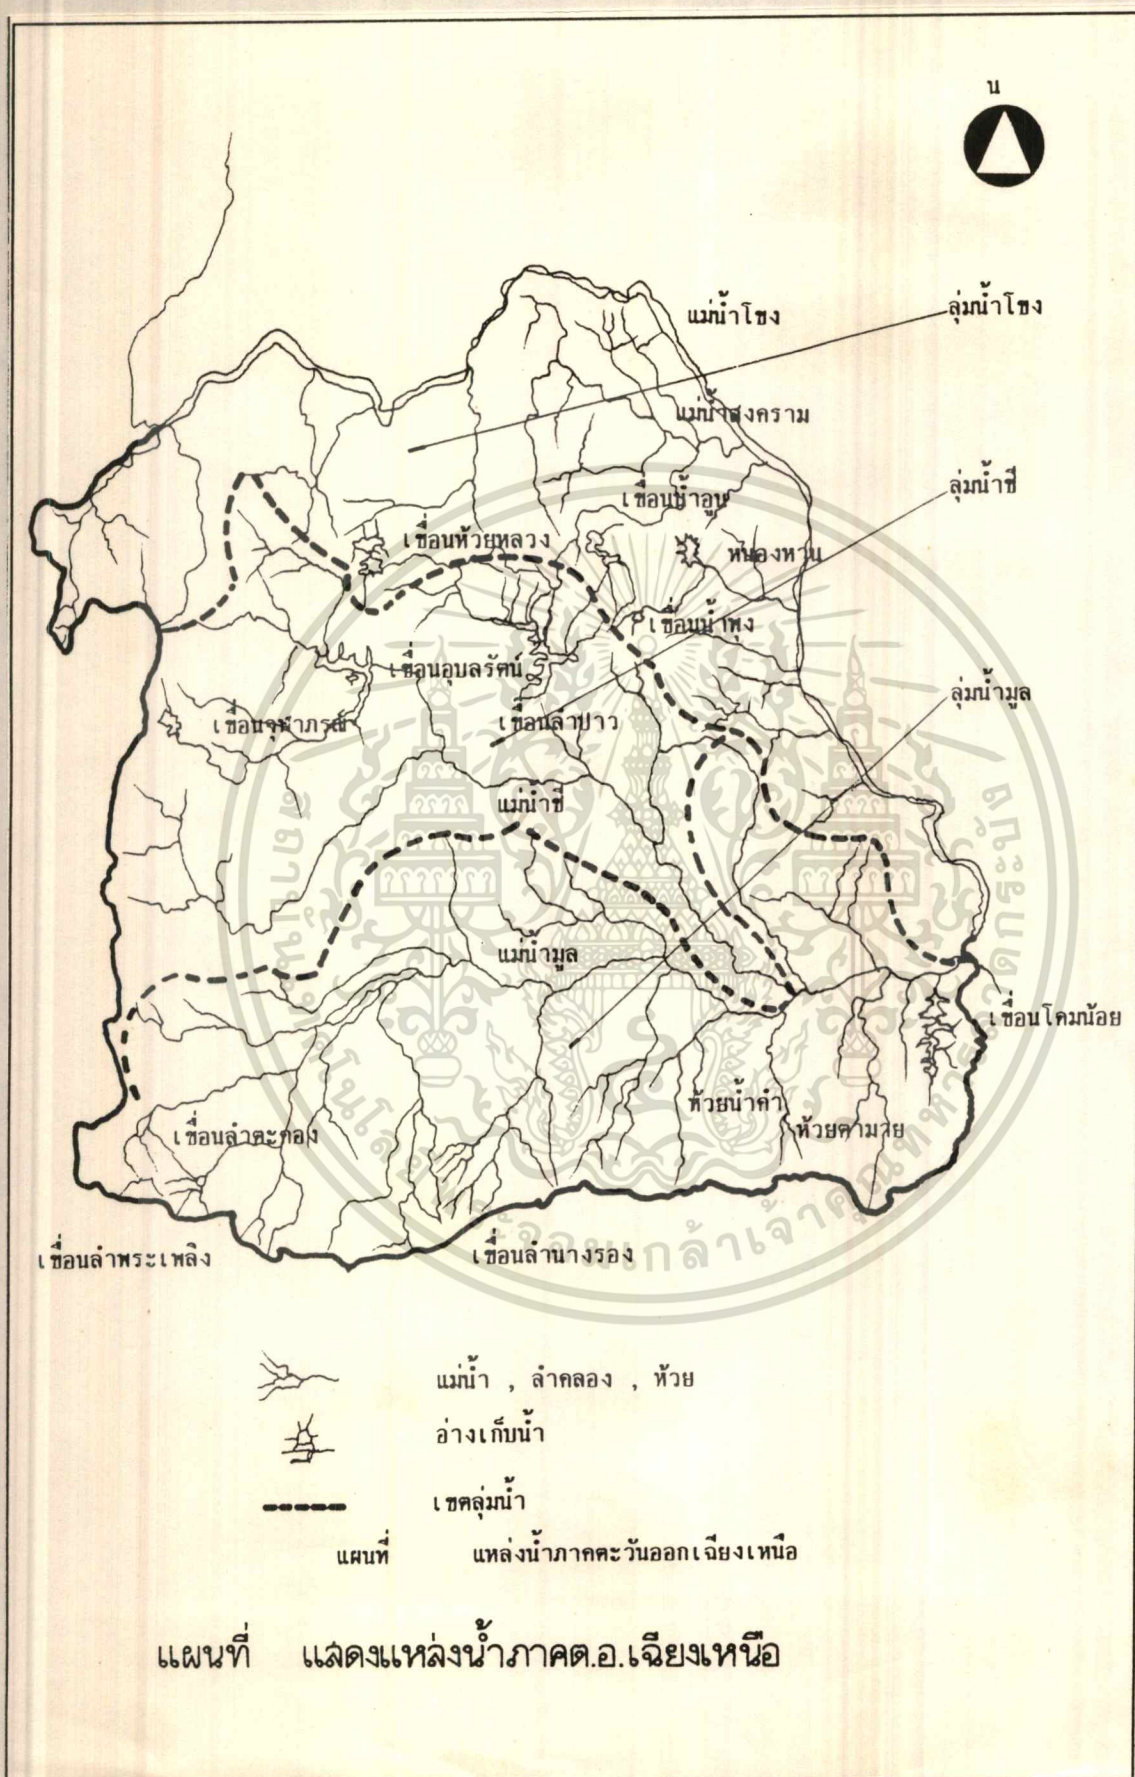 น
แม่น้ำโขง
ลุ่มน้ำโขง
แม่น้ำสงคราม
ลุ่มน้ำชี
เขื่อนน้ำอูน
เขื่อนห้วยหลวง
หนองหาน
เขื่อนน้ำพุง
เขื่อนอุบลรัตน์
ลุ่มน้ำมูล
เขื่อนจุฬาภรณ์
เขื่อนลำปาว
แม่น้ำชี
แม่น้ำมูล
เขื่อนโดมน้อย
ห้วยน้ำคำ
ห้วยตามาย
เขื่อนลำตะคอง
เขื่อนลำพระเพลิง
เขื่อนลำนางรอง
แม่น้ำ , ลำคลอง , ห้วย
อ่างเก็บน้ำ
เขตลุ่มน้ำ
แผนที่ แหล่งน้ำภาคตะวันออกเฉียงเหนือ
แผนที่ แสดงแหล่งน้ำภาคต.อ.เฉียงเหนือ